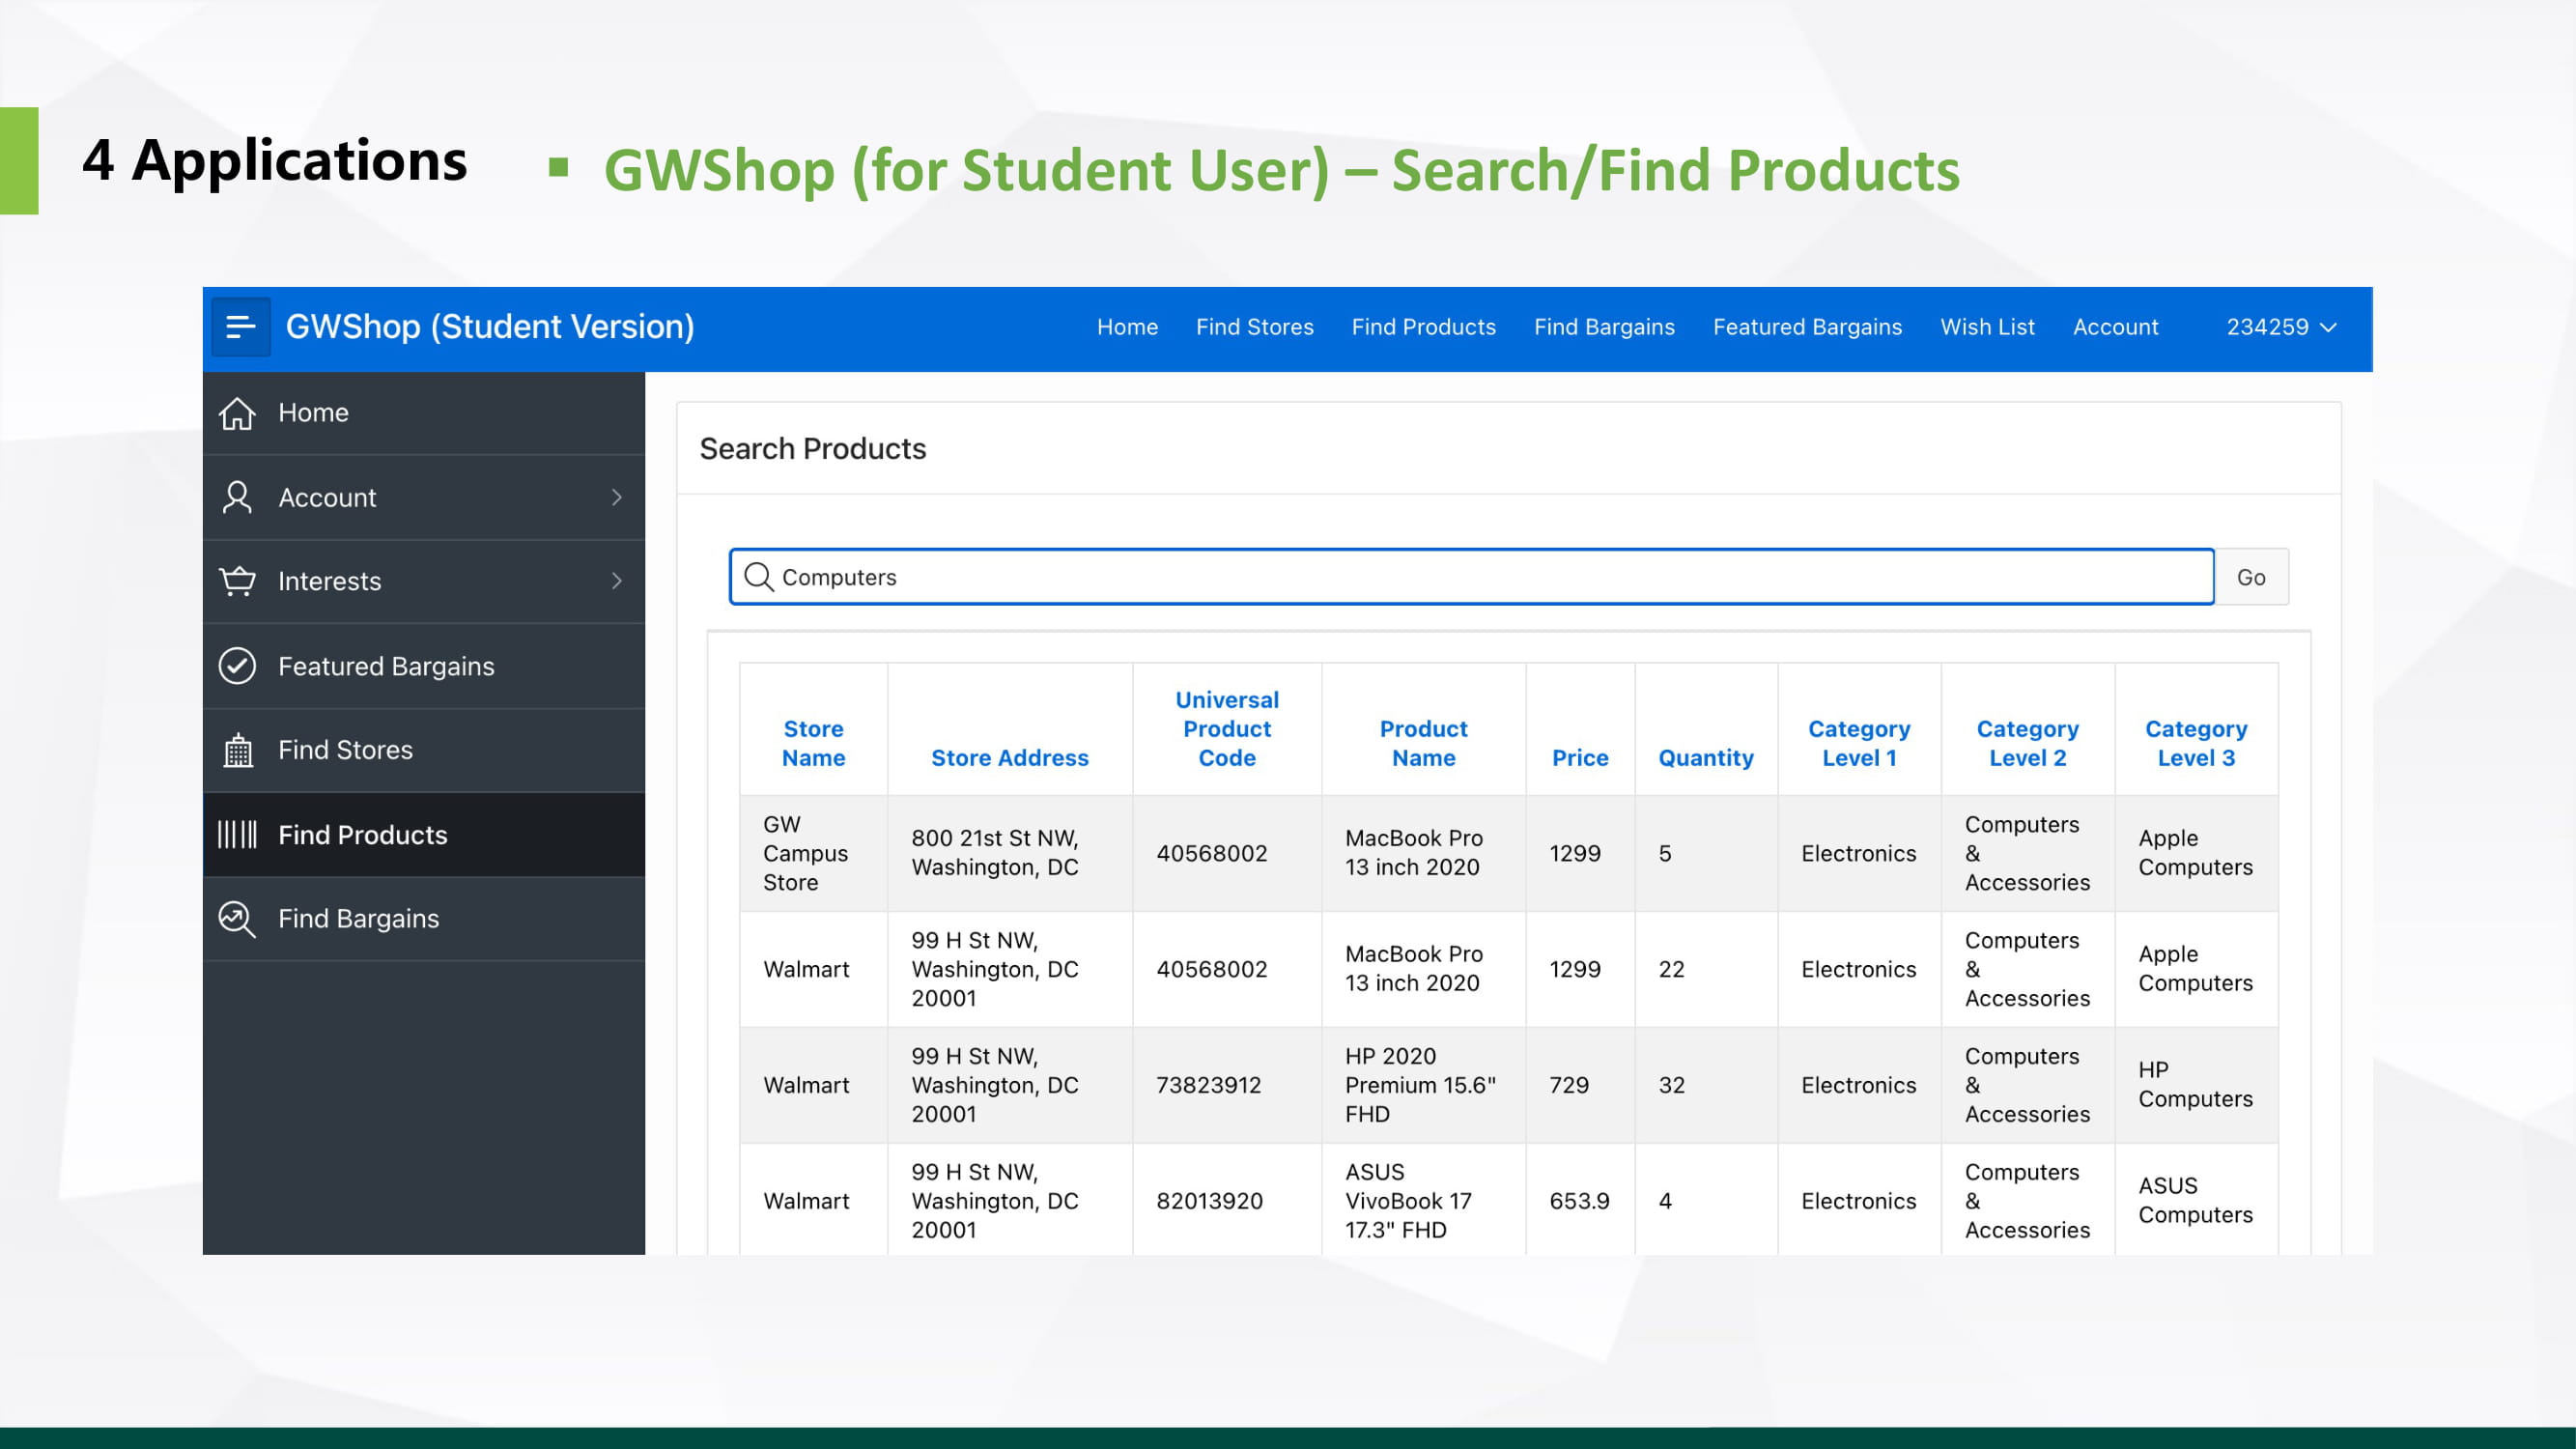 4 Applications
▪ GWShop (for Student User) – Search/Find Products
GWShop (Student Version)
Home Find Stores Find Products Find Bargains Featured Bargains Wish List Account 234259
Home
Account
Interests
Featured Bargains
Find Stores
Find Products
Find Bargains
Search Products
Computers
Go
Store
Name
Store Address
Universal
Product
Code
Product
Name
Price
Quantity
Category
Level 1
Category
Level 2
Category
Level 3
GW
Campus
Store
800 21st St NW,
Washington, DC
40568002
MacBook Pro
13 inch 2020
1299
5
Electronics
Computers
&
Accessories
Apple
Computers
Walmart
99 H St NW,
Washington, DC
20001
40568002
MacBook Pro
13 inch 2020
1299
22
Electronics
Computers
&
Accessories
Apple
Computers
Walmart
99 H St NW,
Washington, DC
20001
73823912
HP 2020
Premium 15.6"
FHD
729
32
Electronics
Computers
&
Accessories
HP
Computers
Walmart
99 H St NW,
Washington, DC
20001
82013920
ASUS
VivoBook 17
17.3" FHD
653.9
4
Electronics
Computers
&
Accessories
ASUS
Computers